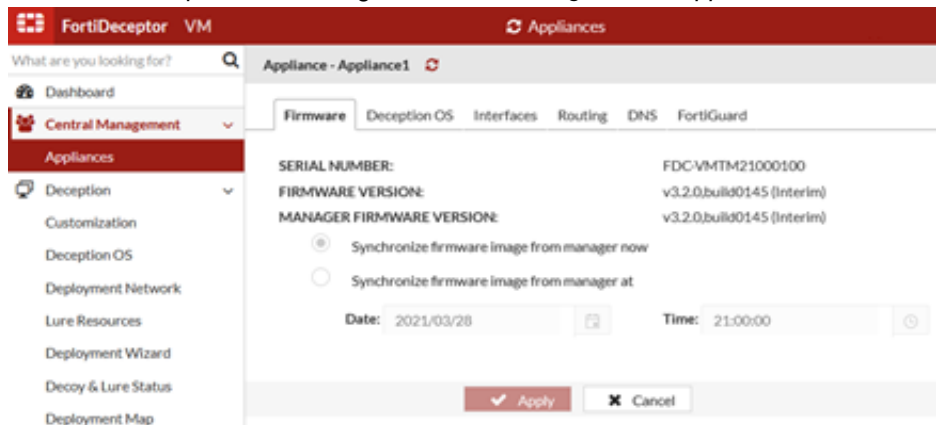 FortiDeceptor VM
Appliances
What are you looking for?
Appliance - Appliance1
Dashboard
Central Management
Firmware Deception OS Interfaces Routing DNS FortiGuard
Appliances
SERIAL NUMBER: FDC-VMTM21000100
Deception
FIRMWARE VERSION: v3.2.0,build0145 (Interim)
Customization
MANAGER FIRMWARE VERSION: v3.2.0,build0145 (Interim)
Synchronize firmware image from manager now
Deception OS
Synchronize firmware image from manager at
Deployment Network
Lure Resources
Date: 2021/03/28 Time: 21:00:00
Deployment Wizard
Decoy & Lure Status
Apply Cancel
Deployment Map